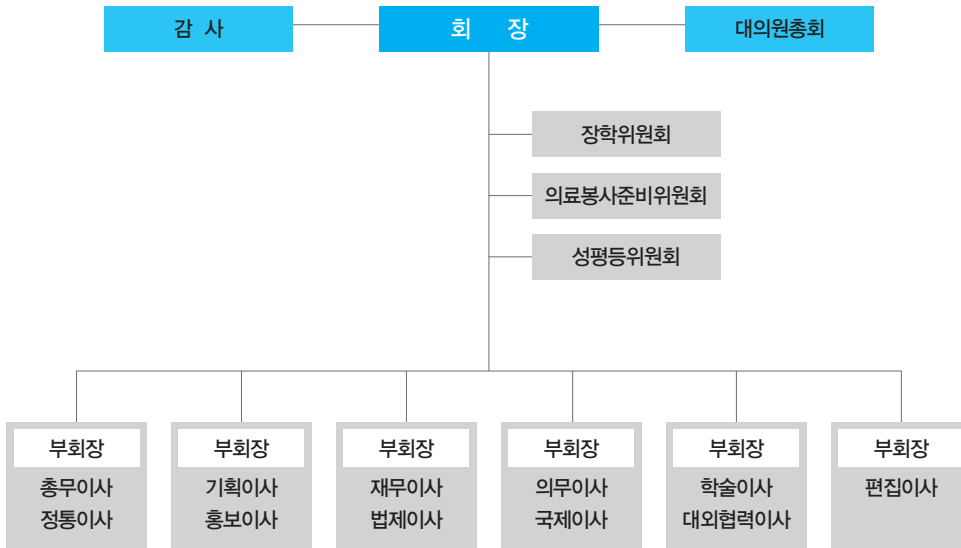 감 사
회 장
대의원총회
장학위원회
의료봉사준비위원회
성평등위원회
부회장
총무이사
정통이사
부회장
기획이사
홍보이사
부회장
재무이사
법제이사
부회장
의무이사
국제이사
부회장
학술이사
대외협력이사
부회장
편집이사